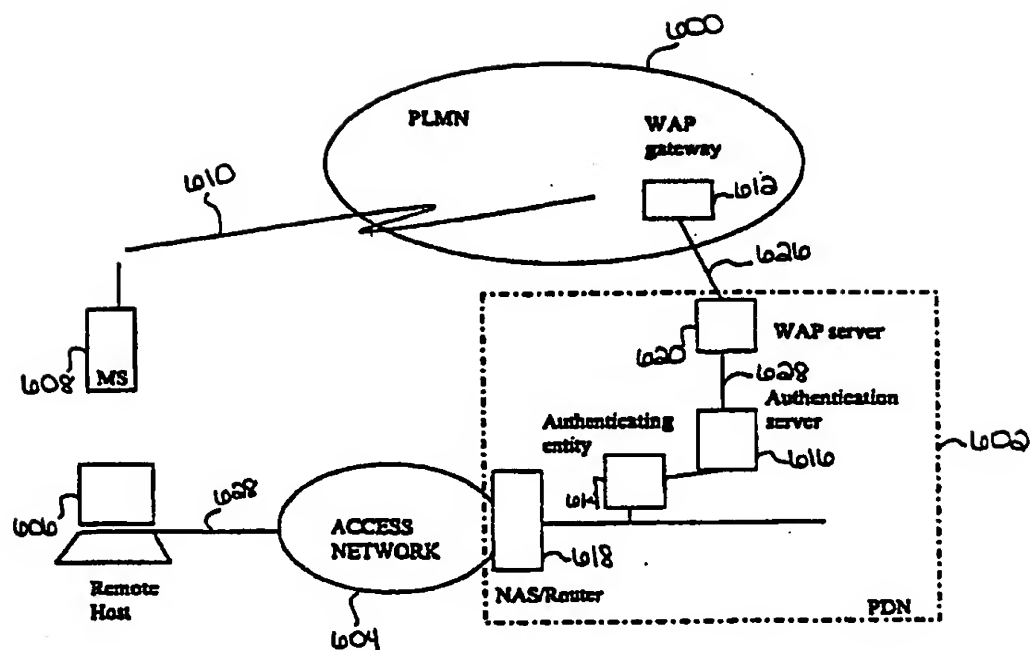 600
PLMN
WAP
gateway
610
612
626
WAP server
620
628
608
MS
Authentication
server
Authenticating
entity
602
616
614
606
628
ACCESS
NETWORK
618
Remote
Host
604
NAS/Router
PDN